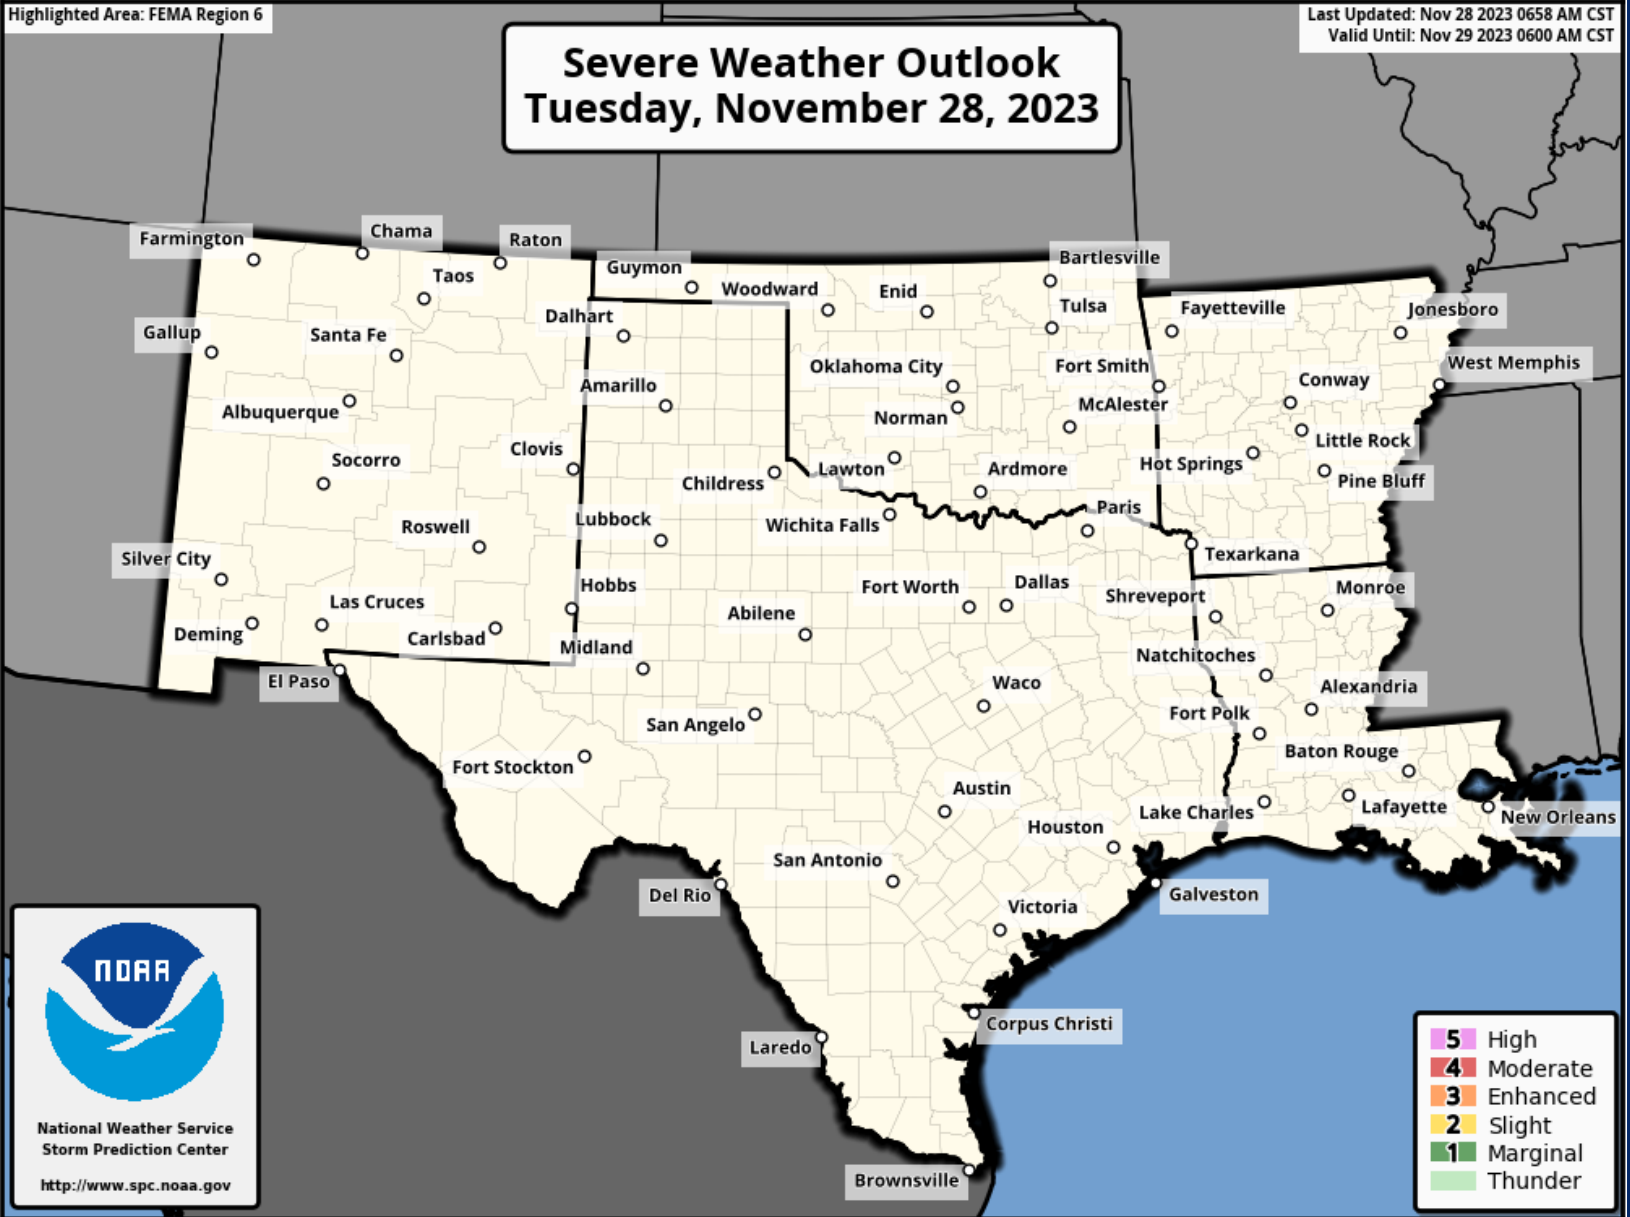 Highlighted Area: FEMA Region 6
Last Updated: Nov 28 2023 0658 AM CST
Valid Until: Nov 29 2023 0600 AM CST
Severe Weather Outlook
Tuesday, November 28, 2023
Farmington
Chama
Raton
Taos
Guymon
Woodward
Enid
Bartlesville
Tulsa
Fayetteville
Jonesboro
Gallup
Santa Fe
Dalhart
Oklahoma City
Fort Smith
West Memphis
Conway
Albuquerque
Amarillo
Norman
McAlester
Little Rock
Socorro
Clovis
Childress
Lawton
Ardmore
Hot Springs
Pine Bluff
Roswell
Lubbock
Wichita Falls
Paris
Texarkana
Silver City
Las Cruces
Hobbs
Abilene
Fort Worth
Dallas
Shreveport
Monroe
Deming
Carlsbad
Midland
Natchitoches
El Paso
Waco
Alexandria
San Angelo
Fort Polk
Fort Stockton
Baton Rouge
Austin
Lake Charles
Lafayette
New Orleans
Houston
San Antonio
Del Rio
Victoria
Galveston
Corpus Christi
Laredo
Brownsville
NOAA
National Weather Service
Storm Prediction Center
http://www.spc.noaa.gov
5 High
4 Moderate
3 Enhanced
2 Slight
1 Marginal
Thunder